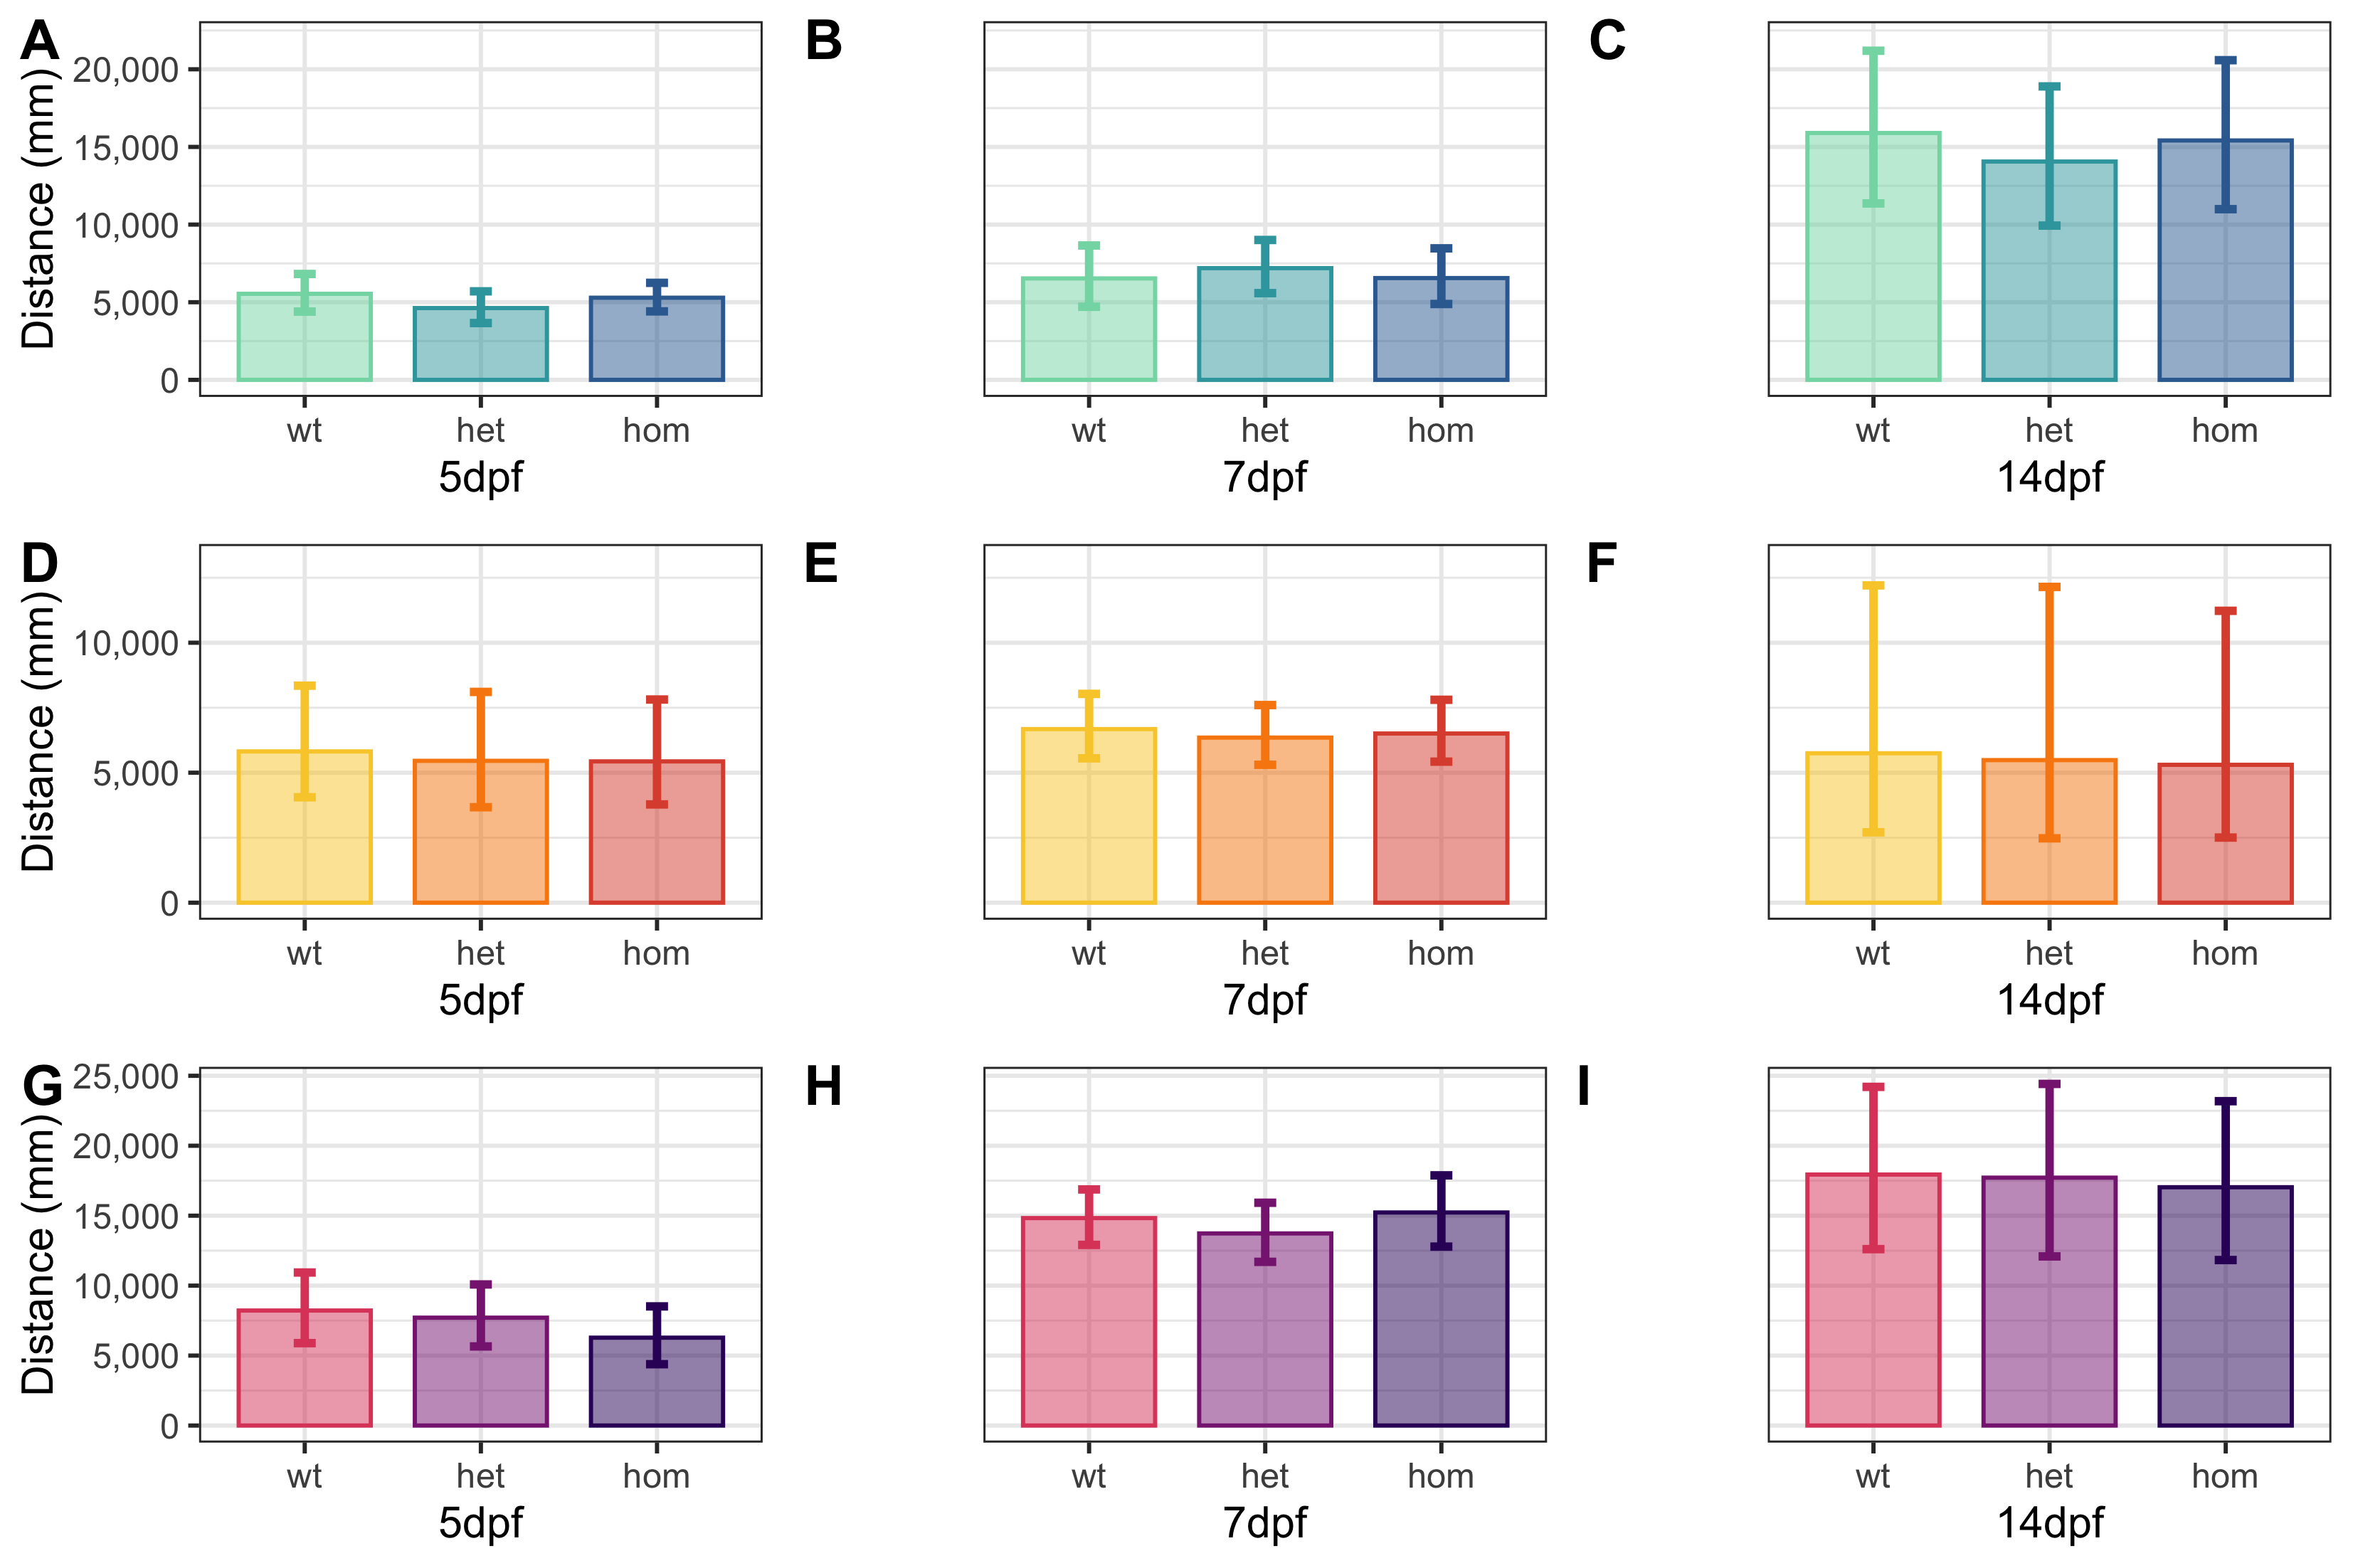 A
B
C
Distance (mm)
20,000
15,000
10,000
5,000
0
wt het hom
5dpf
wt het hom
7dpf
wt het hom
14dpf
D
E
F
Distance (mm)
10,000
5,000
0
wt het hom
5dpf
wt het hom
7dpf
wt het hom
14dpf
G
H
I
Distance (mm)
25,000
20,000
15,000
10,000
5,000
0
wt het hom
5dpf
wt het hom
7dpf
wt het hom
14dpf